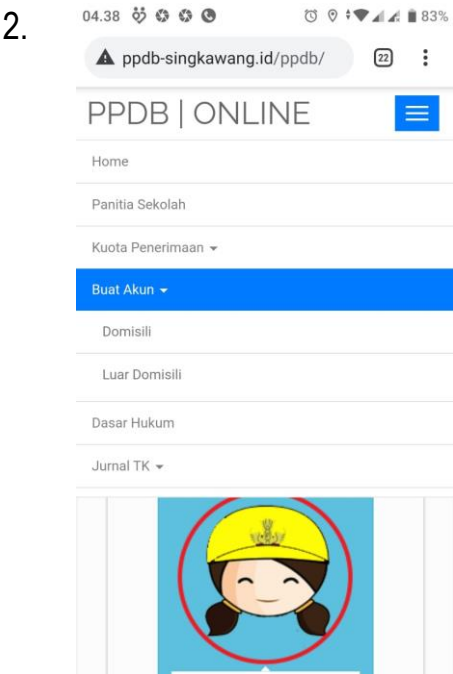 2.
04.38
83%
ppdb-singkawang.id/ppdb/
22
PPDB | ONLINE
Home
Panitia Sekolah
Kuota Penerimaan
Buat Akun
Domisili
Luar Domisili
Dasar Hukum
Jurnal TK